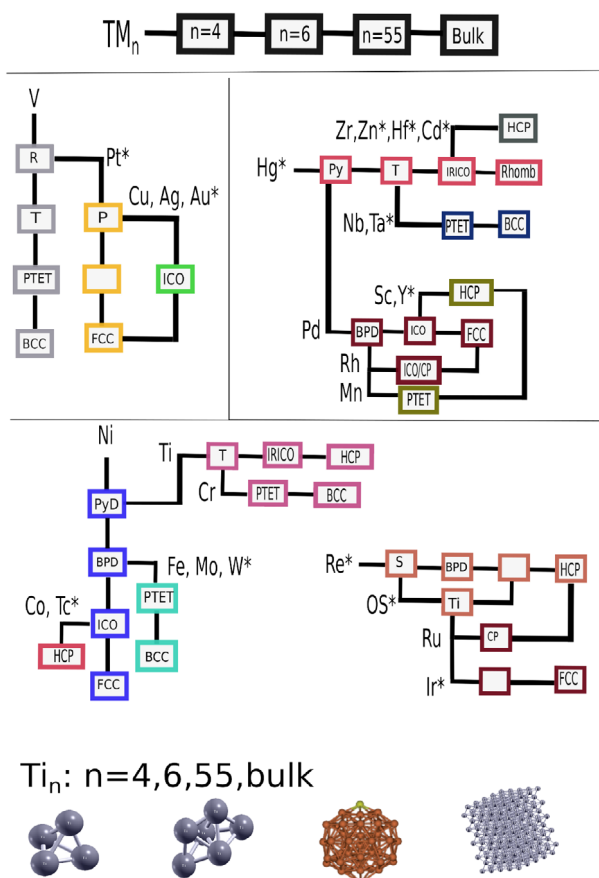 TMn n=4 n=6 n=55 Bulk
V
R Pt*
Cu, Ag, Au*
T P
PTET ICO
BCC FCC
Zr,Zn*,Hf*,Cd* HCP
Hg* Py T IRICO Rhomb
Nb,Ta* PTET BCC
Sc,Y* HCP
Pd BPD ICO FCC
Rh ICO/CP
Mn PTET
Ni
Ti T IRICO HCP
Cr PTET BCC
PyD
BPD Fe, Mo, W*
PTET
Co, Tc* ICO
HCP BCC
FCC
Re* S BPD HCP
OS* Ti
Ru CP
Ir* FCC
Tin: n=4,6,55,bulk